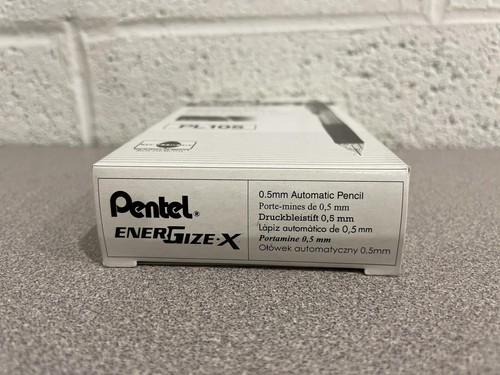 PL105
Pentel®
ENERGIZE-X
0.5mm Automatic Pencil
Porte-mines de 0,5 mm
Druckbleistift 0,5 mm
Lápiz automático de 0,5 mm
Portamine 0,5 mm
Ołówek automatyczny 0.5mm